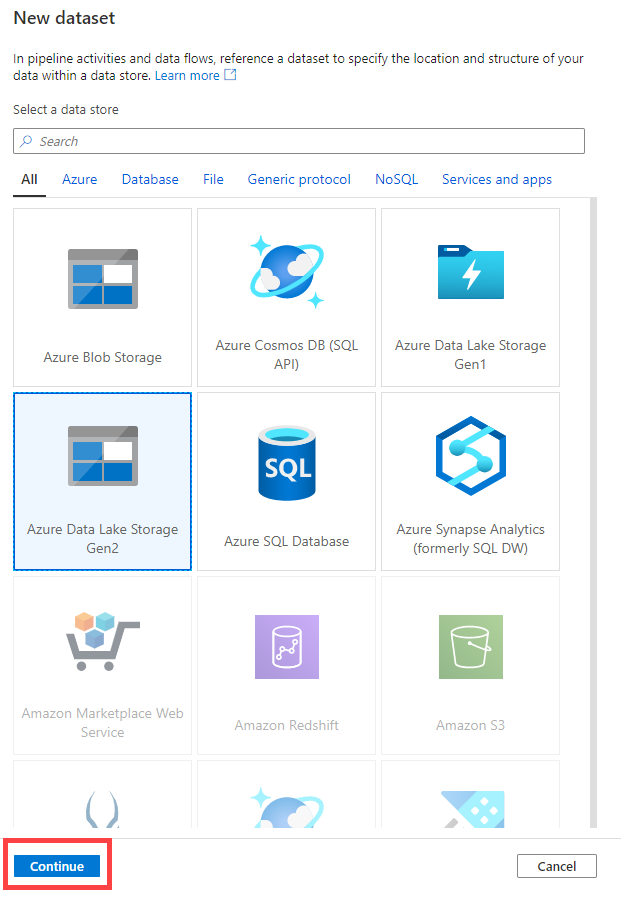 New dataset
In pipeline activities and data flows, reference a dataset to specify the location and structure of your
data within a data store. Learn more
Select a data store
Search
All Azure Database File Generic protocol NoSQL Services and apps
Azure Blob Storage
Azure Cosmos DB (SQL
API)
Azure Data Lake Storage
Gen1
Azure Data Lake Storage
Gen2
SQL
Azure SQL Database
Azure Synapse Analytics
(formerly SQL DW)
Amazon Marketplace Web
Service
Amazon Redshift
Amazon S3
Continue
Cancel